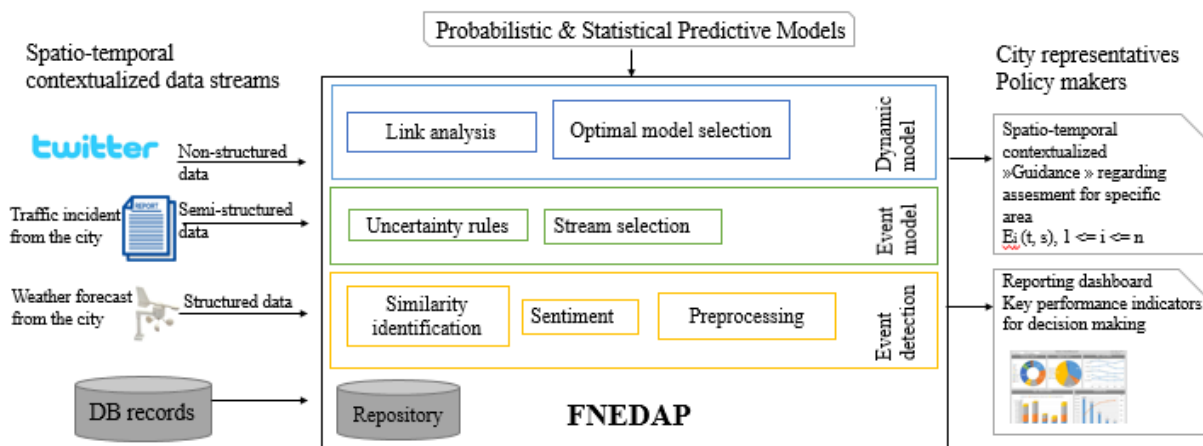 Probabilistic & Statistical Predictive Models
Spatio-temporal
contextualized data streams
twitter
Non-structured
data
Traffic incident
from the city
REPORT
Semi-structured
data
Weather forecast
from the city
Structured data
DB records
Link analysis
Optimal model selection
Dynamic
model
Uncertainty rules
Stream selection
Event
model
Similarity
identification
Sentiment
Preprocessing
Event
detection
Repository
FNEDAP
City representatives
Policy makers
Spatio-temporal
contextualized
»Guidance » regarding
assesment for specific
area
Ei (t, s), 1 <= i <= n
Reporting dashboard
Key performance indicators
for decision making